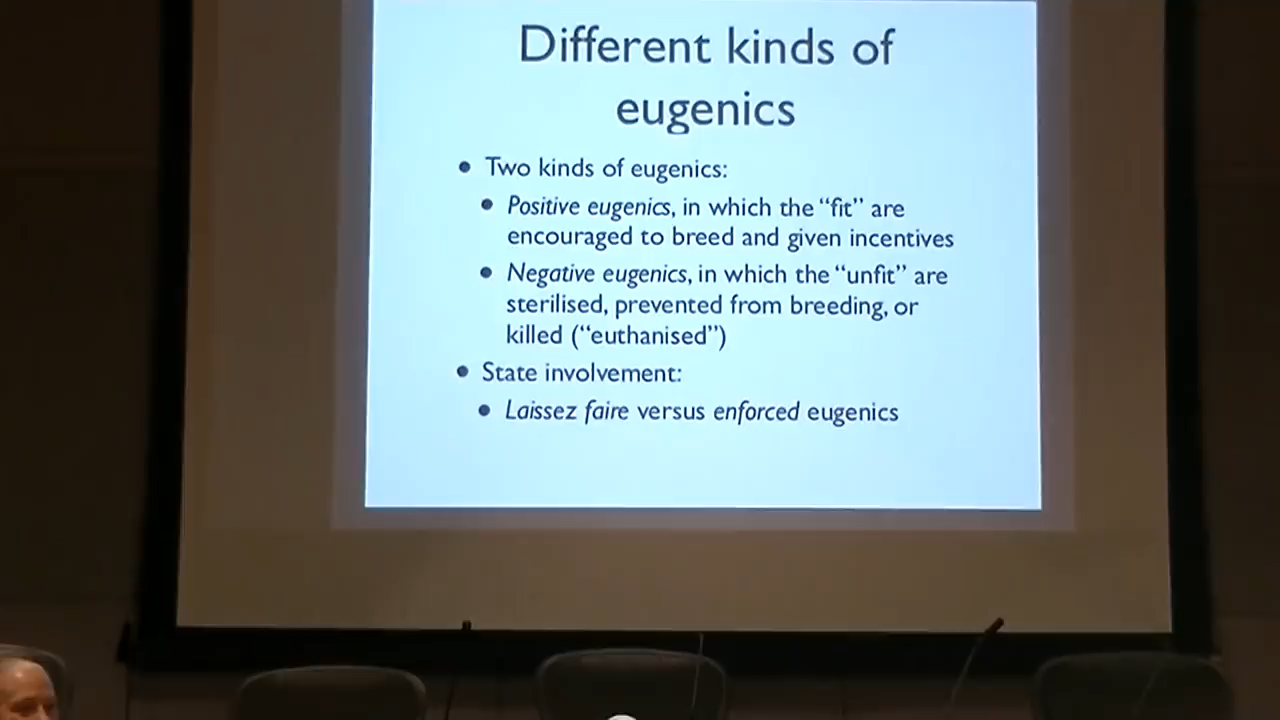 Different kinds of
eugenics
• Two kinds of eugenics:
• Positive eugenics, in which the “fit” are
encouraged to breed and given incentives
• Negative eugenics, in which the “unfit” are
sterilised, prevented from breeding, or
killed (“euthanised”)
• State involvement:
• Laissez faire versus enforced eugenics